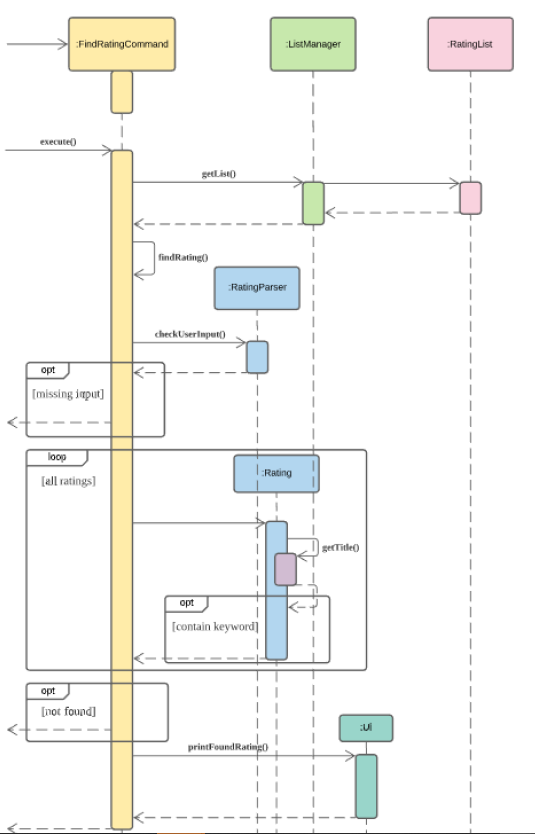 :FindRatingCommand
:ListManager
:RatingList
execute()
getList()
findRating()
:RatingParser
checkUserInput()
opt
[missing input]
loop
:Rating
[all ratings]
getTitle()
opt
[contain keyword]
opt
[not found]
:Ui
printFoundRating()